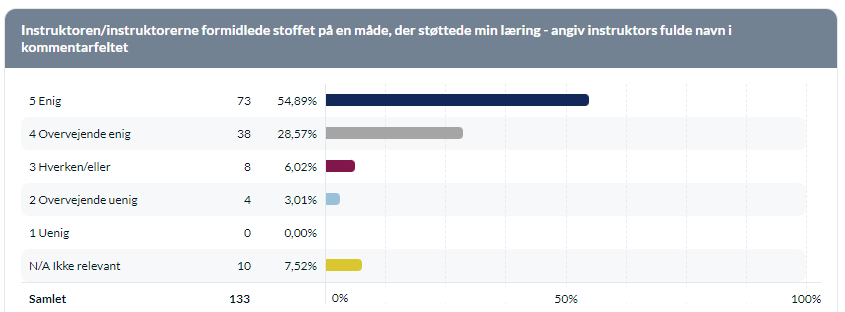 Instruktoren/instruktorerne formidlede stoffet på en måde, der støttede min læring - angiv instruktors fulde navn i
kommentarfeltet
5 Enig 73 54,89%
4 Overvejende enig 38 28,57%
3 Hverken/eller 8 6,02%
2 Overvejende uenig 4 3,01%
1 Uenig 0 0,00%
N/A Ikke relevant 10 7,52%
Samlet 133 0% 50% 100%